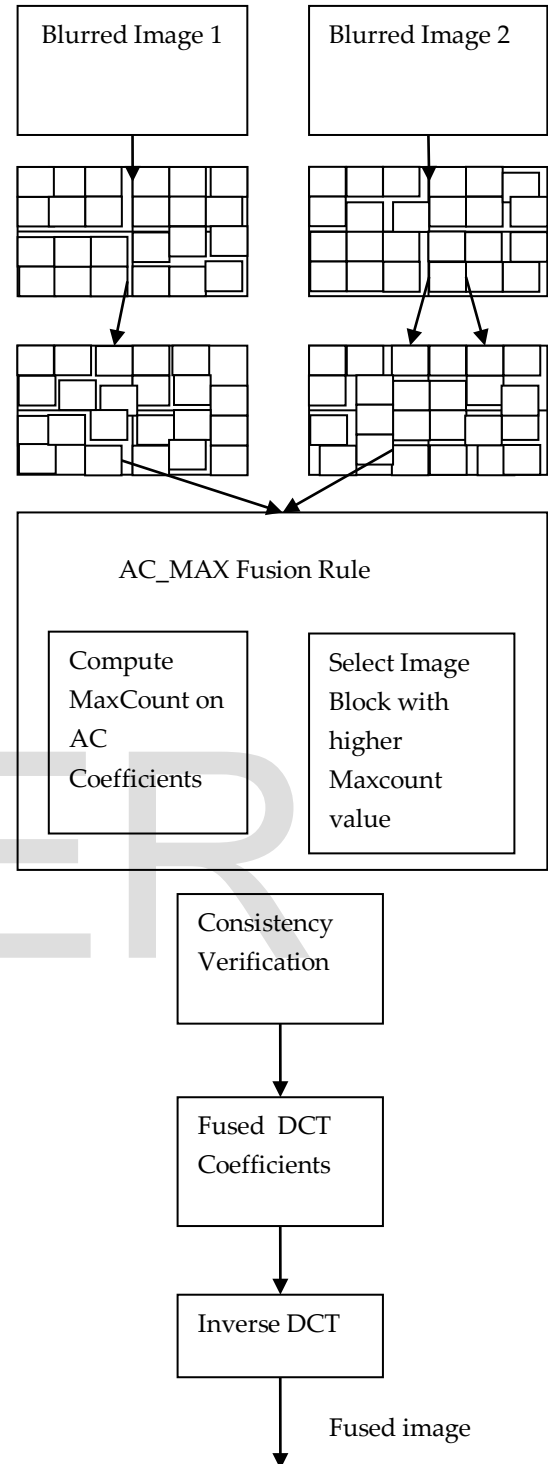 Blurred Image 1
Blurred Image 2
AC_MAX Fusion Rule
Compute
MaxCount on
AC
Coefficients
Select Image
Block with
higher
Maxcount
value
ER
Consistency
Verification
Fused DCT
Coefficients
Inverse DCT
Fused image